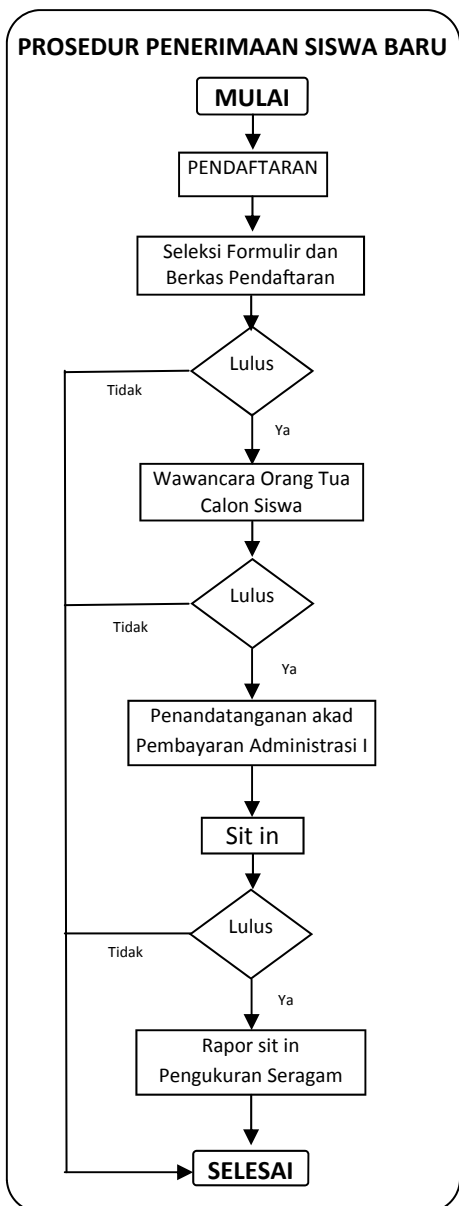 PROSEDUR PENERIMAAN SISWA BARU
MULAI
PENDAFTARAN
Seleksi Formulir dan
Berkas Pendaftaran
Lulus
Tidak
Ya
Wawancara Orang Tua
Calon Siswa
Lulus
Tidak
Ya
Penandatanganan akad
Pembayaran Administrasi I
Sit in
Lulus
Tidak
Ya
Rapor sit in
Pengukuran Seragam
SELESAI